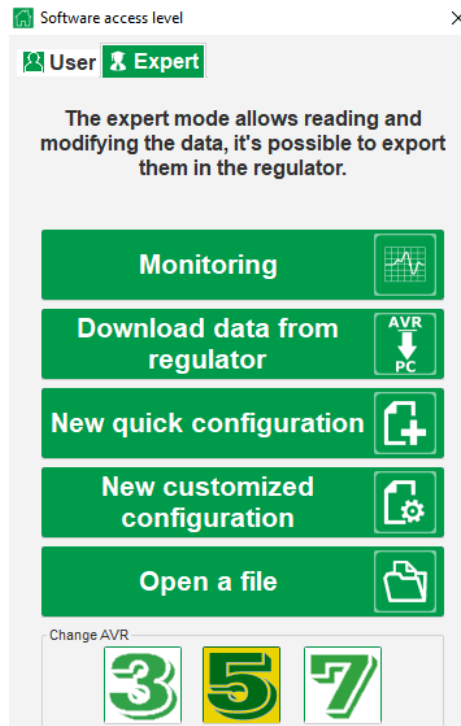 Software access level
User Expert
The expert mode allows reading and
modifying the data, it's possible to export
them in the regulator.
Monitoring
Download data from
regulator
AVR
PC
New quick configuration
New customized
configuration
Open a file
Change AVR
3 5 7